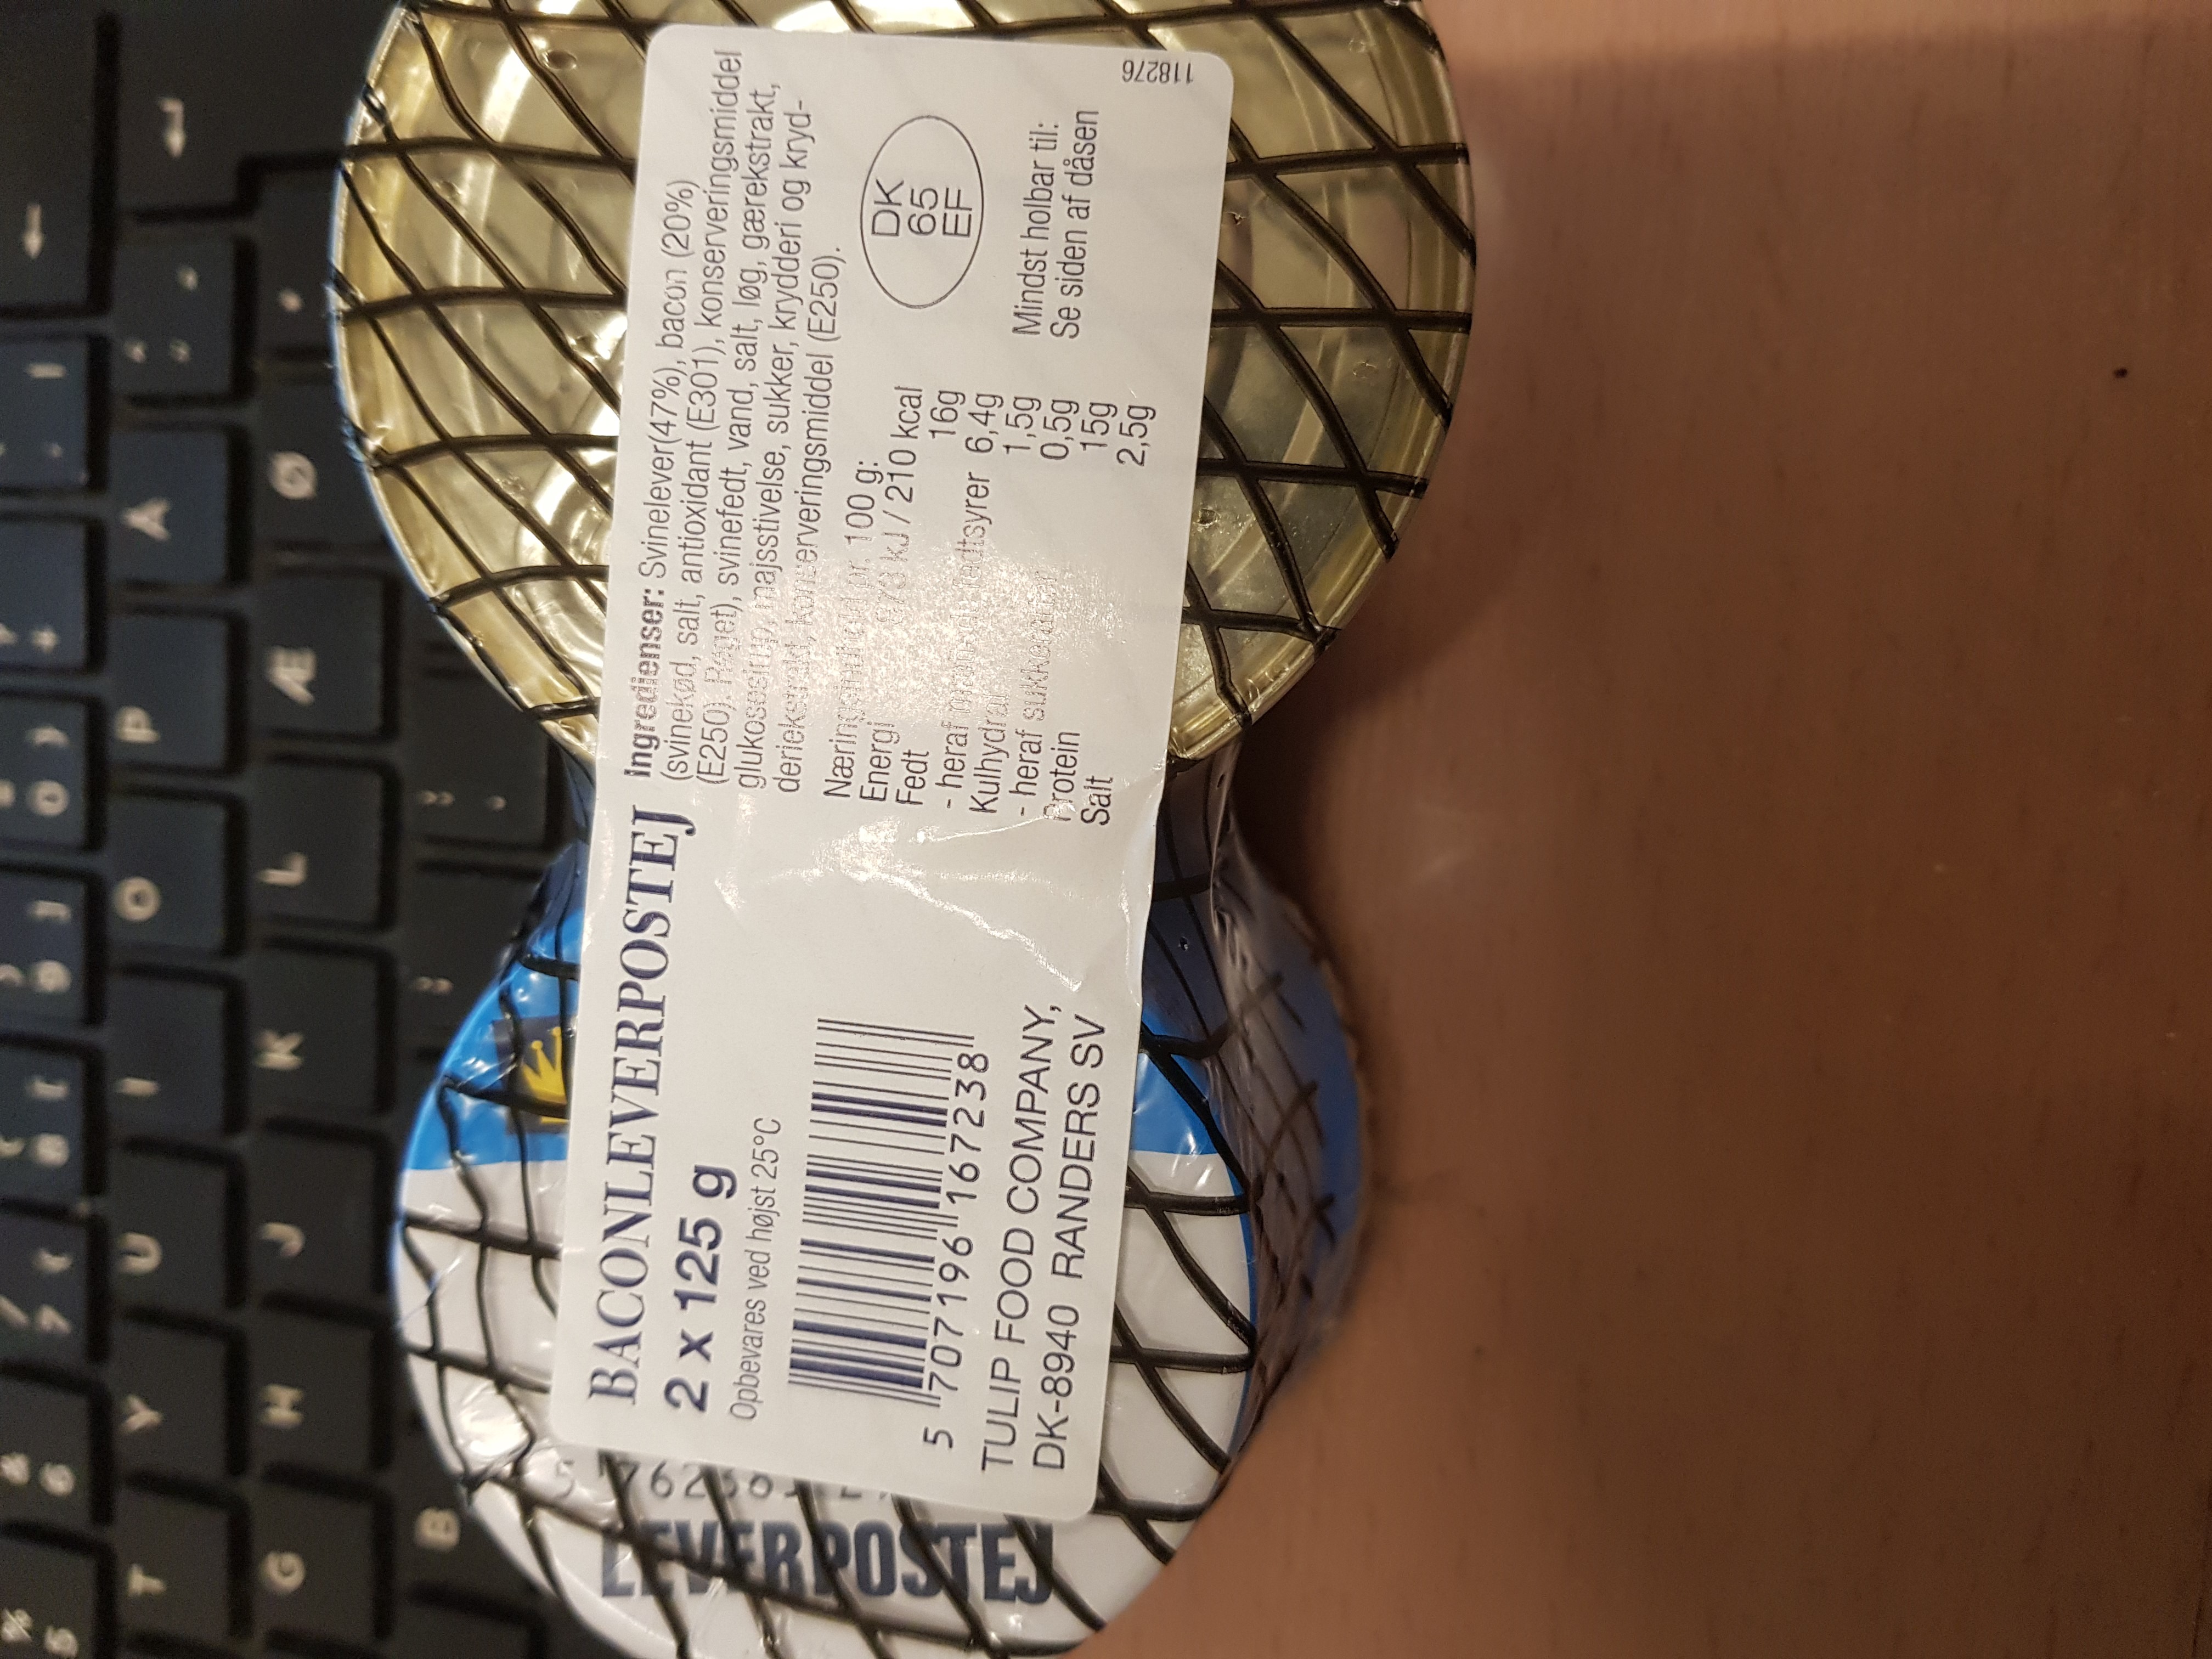 BACONLEVERPOSTEJ
2 x 125 g
Opbevares ved højst 25°C
5 707196 167238
TULIP FOOD COMPANY,
DK-8940 RANDERS SV
Ingredienser: Svinelever(47%), bacon (20%)
(svinekød, salt, antioxidant (E301), konserveringsmiddel
(E250). Røget), svinefedt, vand, salt, løg, gærekstrakt,
glukosesirup, majsstivelse, sukker, krydderi og kryd-
deriekstrakt, konserveringsmiddel (E250).
Næringsindhold pr. 100 g:
Energi kJ / 210 kcal
Fedt 16g
- heraf mættede fedtsyrer 6,4g
Kulhydrat 1,5g
- heraf sukkerarter 0,5g
Protein 15g
Salt 2,5g
DK
65
EF
Mindst holbar til:
Se siden af dåsen
118276
LEVERPOSTEJ
T
Y
U
I
O
P
Å
G
H
J
K
L
Æ
Ø
B